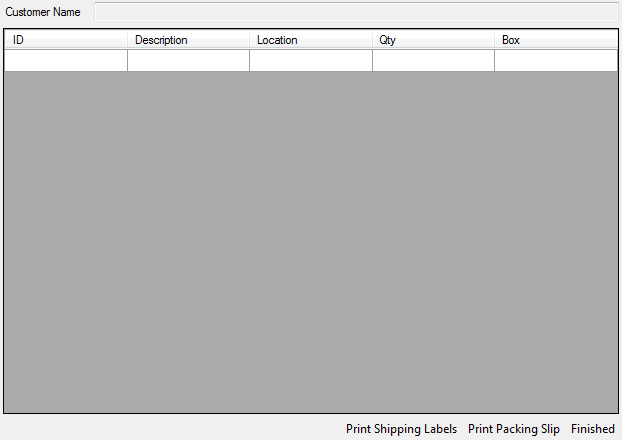 Customer Name
ID Description Location Qty Box
Print Shipping Labels Print Packing Slip Finished